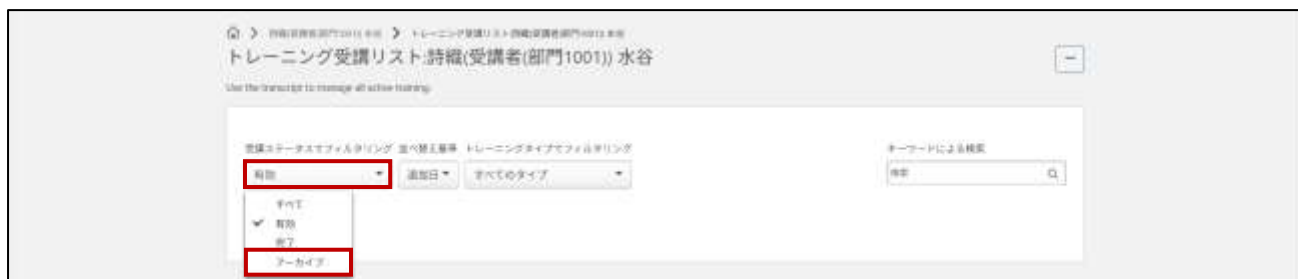 トレーニング受講リスト:詩織(受講者(部門1001)) 水谷
Use the transcript to manage all active training.
受講ステータスでフィルタリング 並べ替え基準 トレーニングタイプでフィルタリング キーワードによる検索
有効 追加日 すべてのタイプ 検索
すべて
有効
完了
アーカイブ